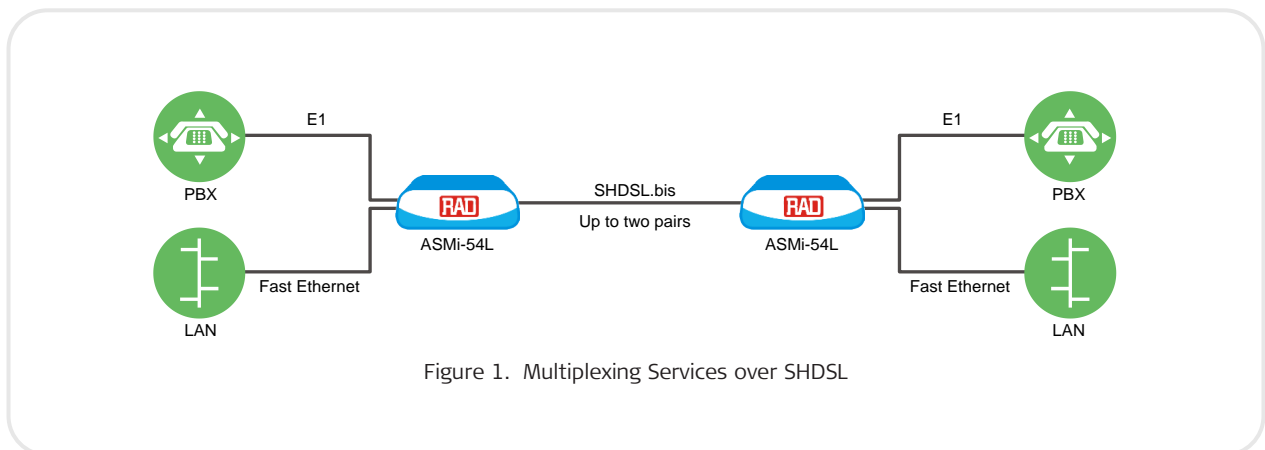 E1
PBX
RAD
ASMi-54L
Fast Ethernet
LAN
SHDSL.bis
Up to two pairs
RAD
ASMi-54L
E1
PBX
Fast Ethernet
LAN
Figure 1. Multiplexing Services over SHDSL